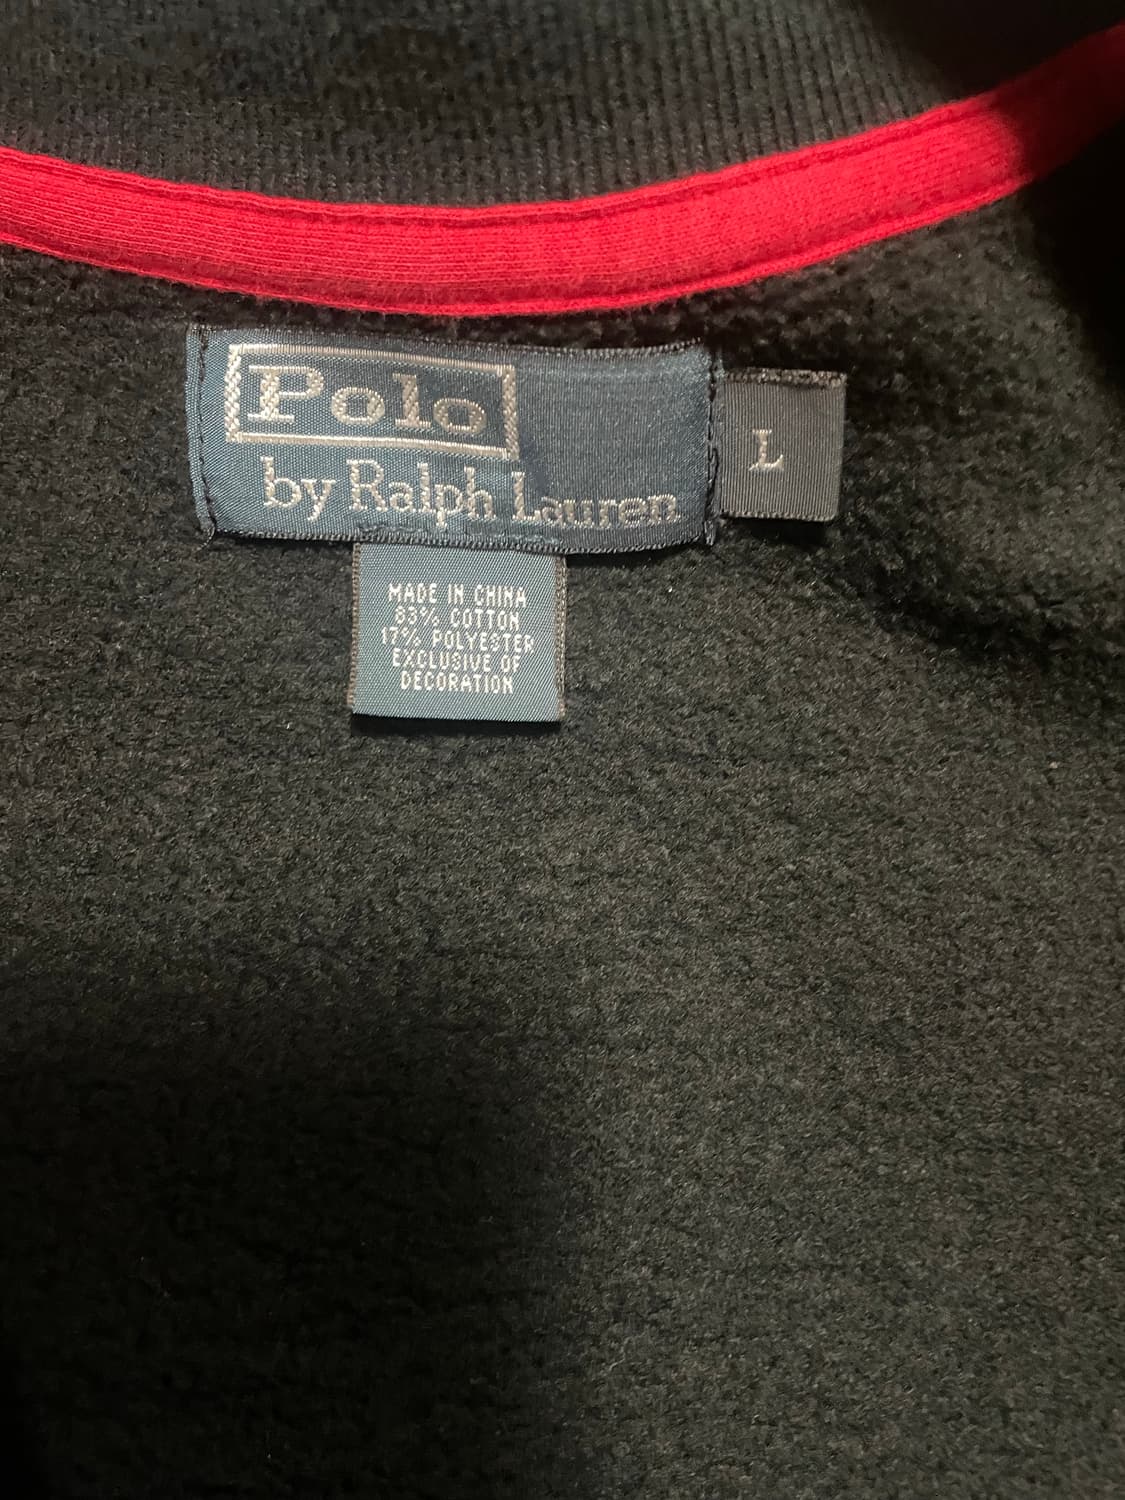 Polo
by Ralph Lauren
L
MADE IN CHINA
83% COTTON
17% POLYESTER
EXCLUSIVE OF
DECORATION